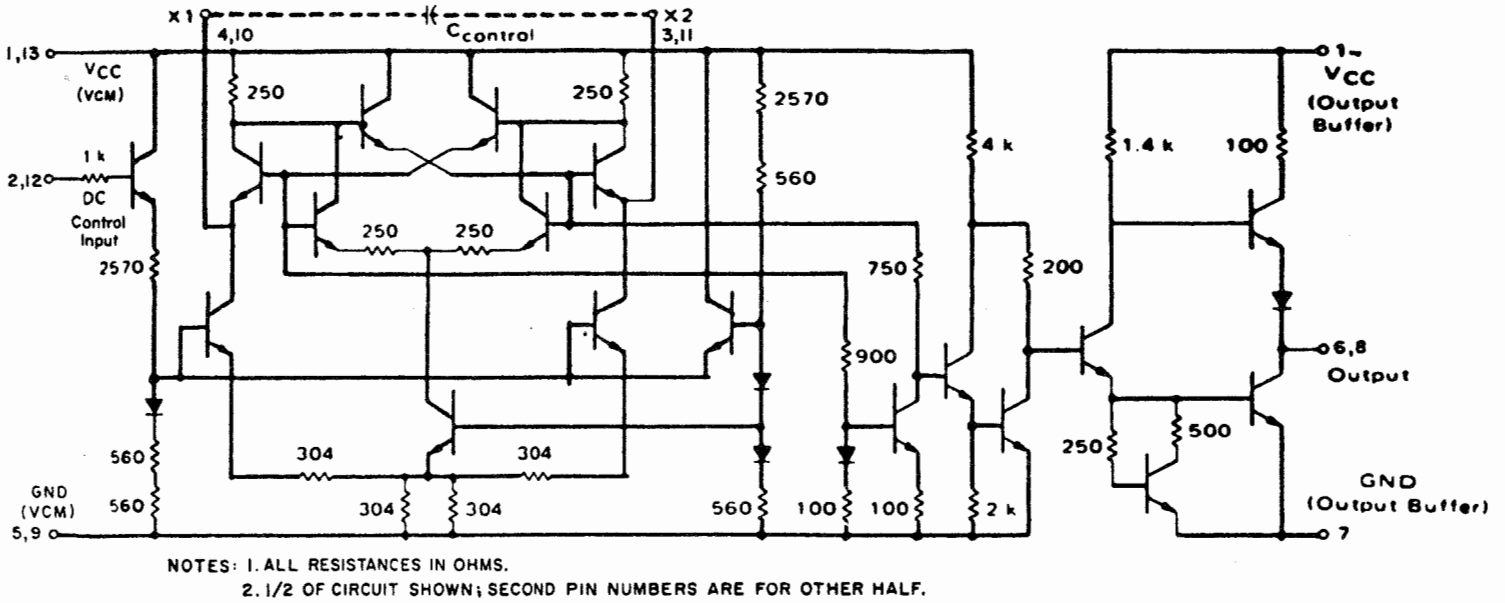 X1
X2
4,10
Ccontrol
3,11
1,13
VCC
(VCM)
250
250
2570
1~
VCC
(Output
Buffer)
1 k
4 k
1.4 k
100
2,12
DC
Control
Input
560
250
250
2570
750
200
900
6,8
Output
560
304
304
250
500
GND
(VCM)
560
304
304
560
100
100
2 k
GND
(Output Buffer)
5,9
7
NOTES: 1. ALL RESISTANCES IN OHMS.
2. 1/2 OF CIRCUIT SHOWN; SECOND PIN NUMBERS ARE FOR OTHER HALF.